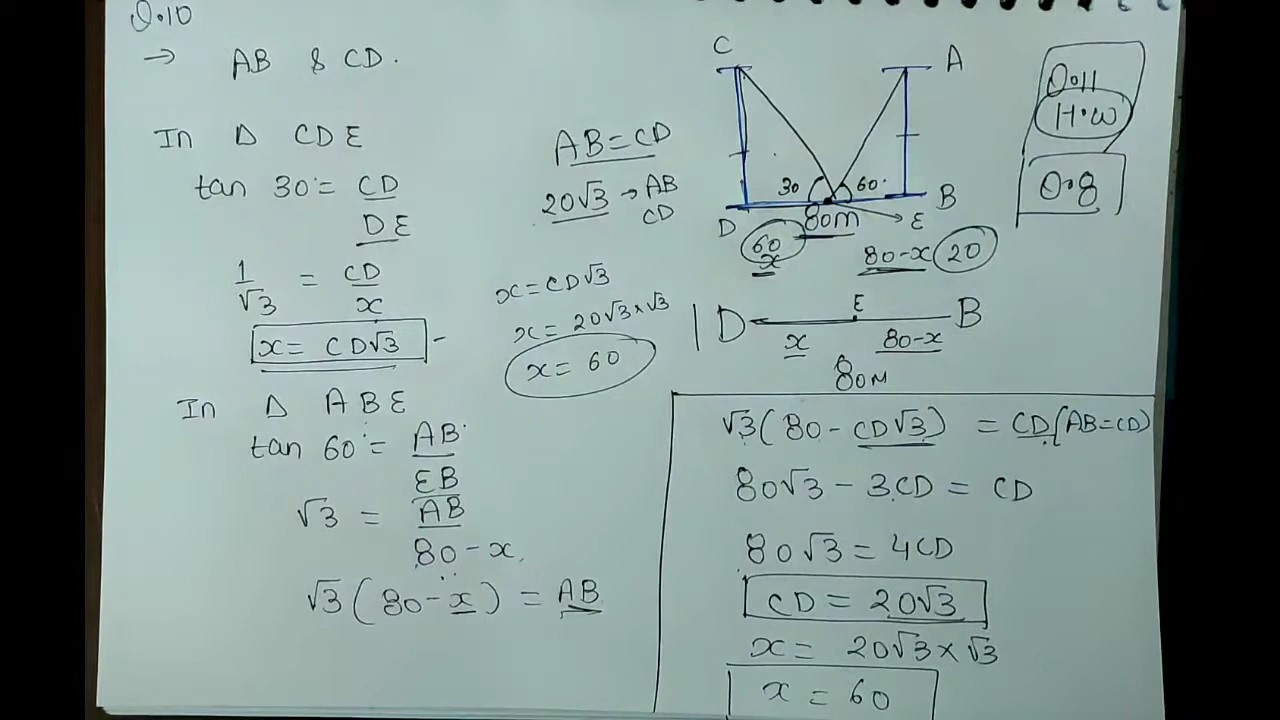 Q.10
→ AB & CD.
In Δ CDE
tan 30° = CD
DE
1 = CD
√3 x
x = CD√3
In Δ ABE
tan 60° = AB
EB
√3 = AB
80-x
√3(80-x) = AB
AB=CD
20√3 → AB
CD
x=CD√3
x=20√3×√3
x=60
C A
30 60°
D 80m E B
60 80-x 20
x
E
D B
x 80-x
80m
Q.11
H.W
Q.8
√3(80-CD√3) = CD (AB=CD)
80√3-3CD = CD
80√3=4CD
CD = 20√3
x = 20√3×√3
x = 60